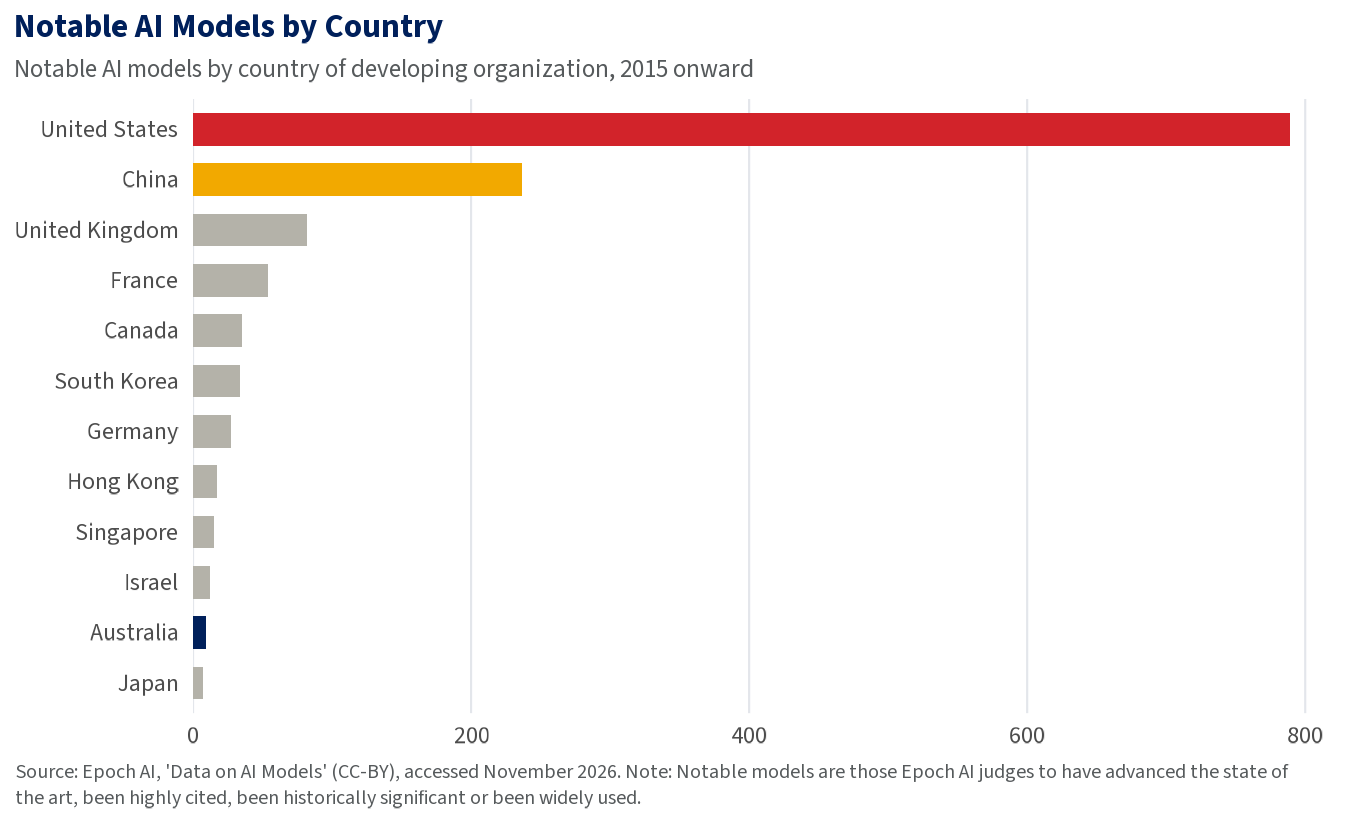 Notable AI Models by Country
Notable AI models by country of developing organization, 2015 onward
United States
China
United Kingdom
France
Canada
South Korea
Germany
Hong Kong
Singapore
Israel
Australia
Japan
0 200 400 600 800
Source: Epoch AI, 'Data on AI Models' (CC-BY), accessed November 2026. Note: Notable models are those Epoch AI judges to have advanced the state of
the art, been highly cited, been historically significant or been widely used.